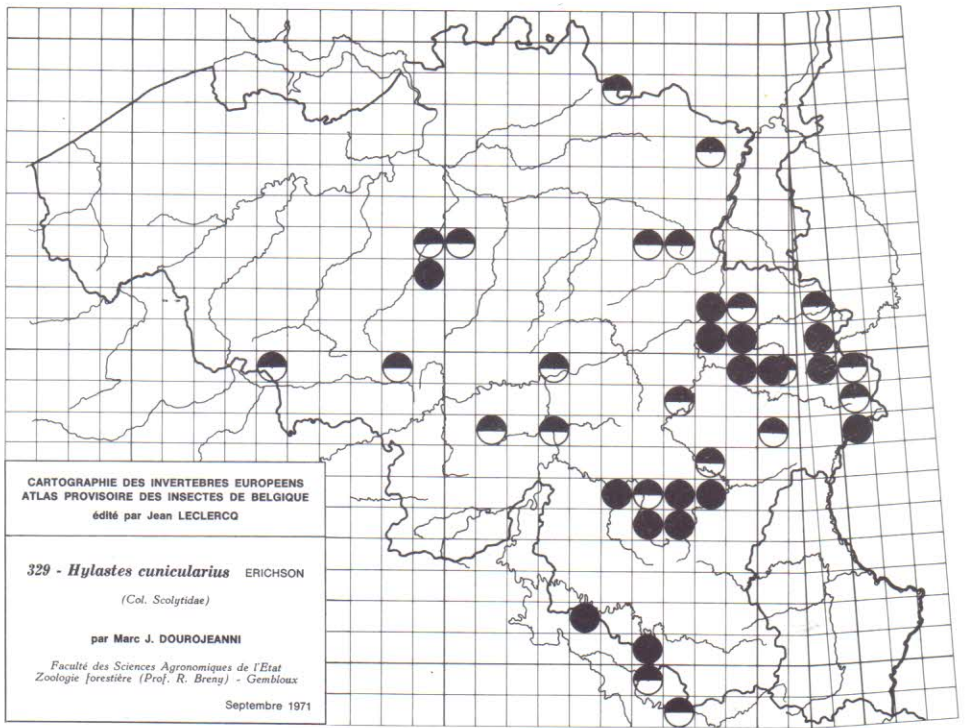 CARTOGRAPHIE DES INVERTEBRES EUROPEENS
ATLAS PROVISOIRE DES INSECTES DE BELGIQUE
édité par Jean LECLERCQ
329 - Hylastes cunicularius ERICHSON
(Col. Scolytidae)
par Marc J. DOUROJEANNI
Faculté des Sciences Agronomiques de l'Etat
Zoologie forestière (Prof. R. Breny) - Gembloux
Septembre 1971